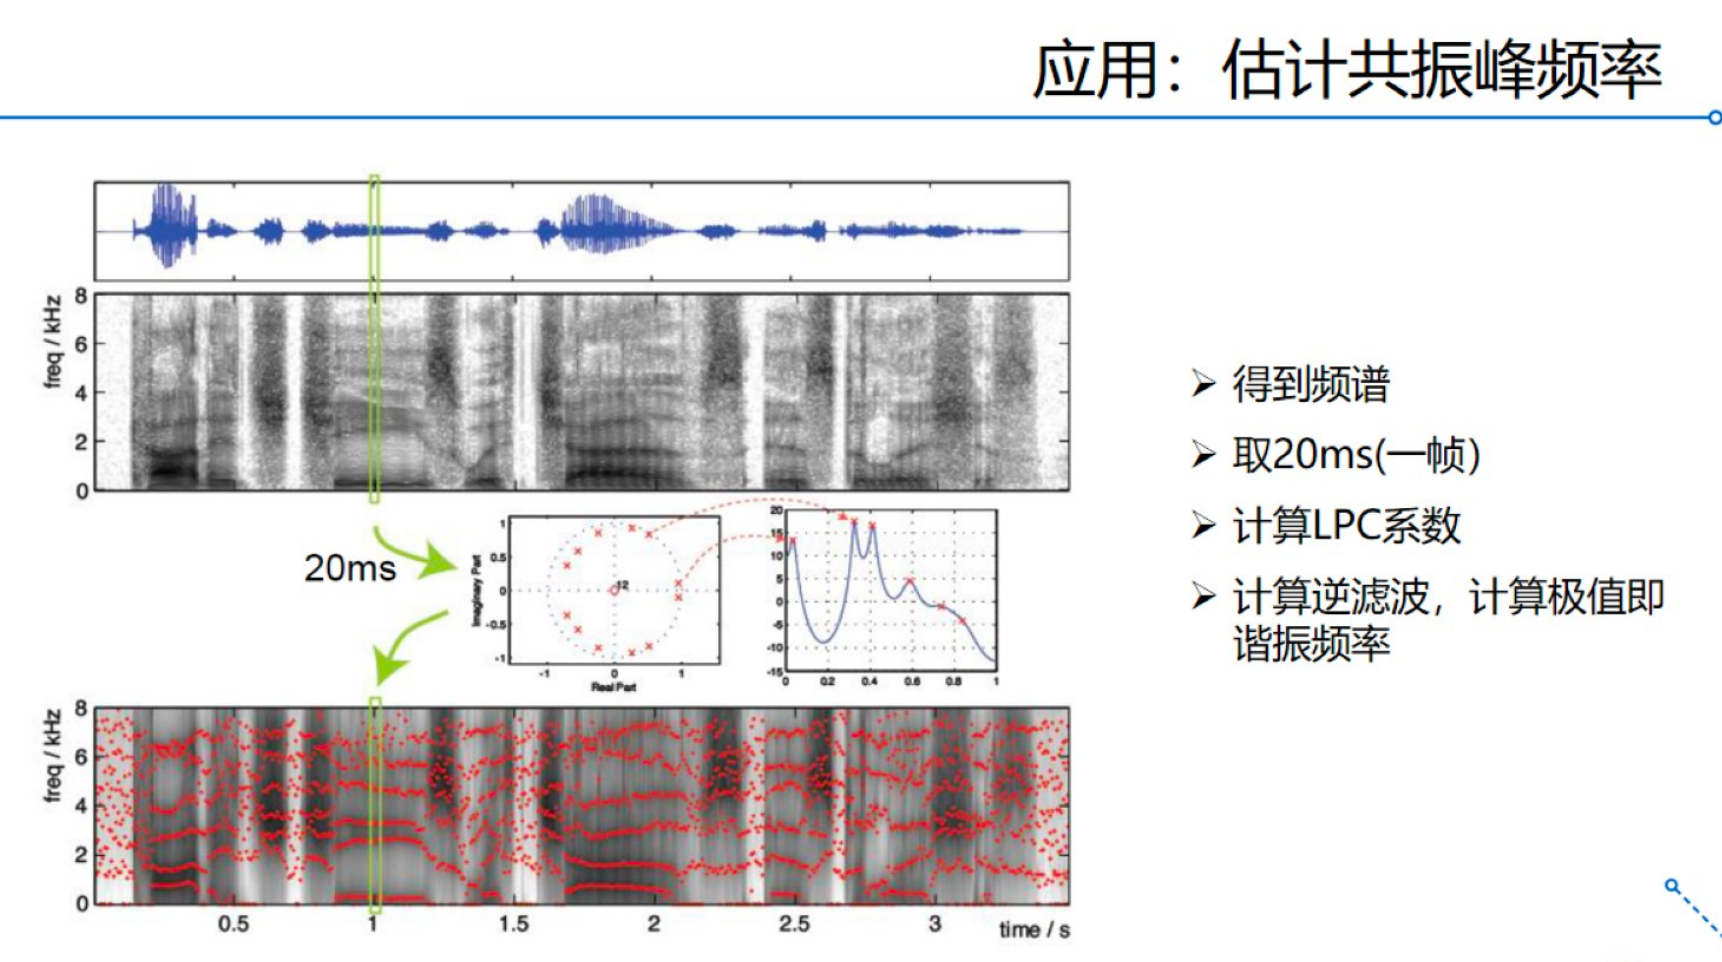 应用：估计共振峰频率
freq / kHz
8
6
4
2
0
➢ 得到频谱
➢ 取20ms(一帧)
➢ 计算LPC系数
➢ 计算逆滤波，计算极值即
谐振频率
20ms
Imaginary Part
1
0.5
0
-0.5
-1
12
-1 0 1
Real Part
20
15
10
5
0
-5
-10
-15
0 0.2 0.4 0.6 0.8 1
freq / kHz
8
6
4
2
0
0.5 1 1.5 2 2.5 3 time / s